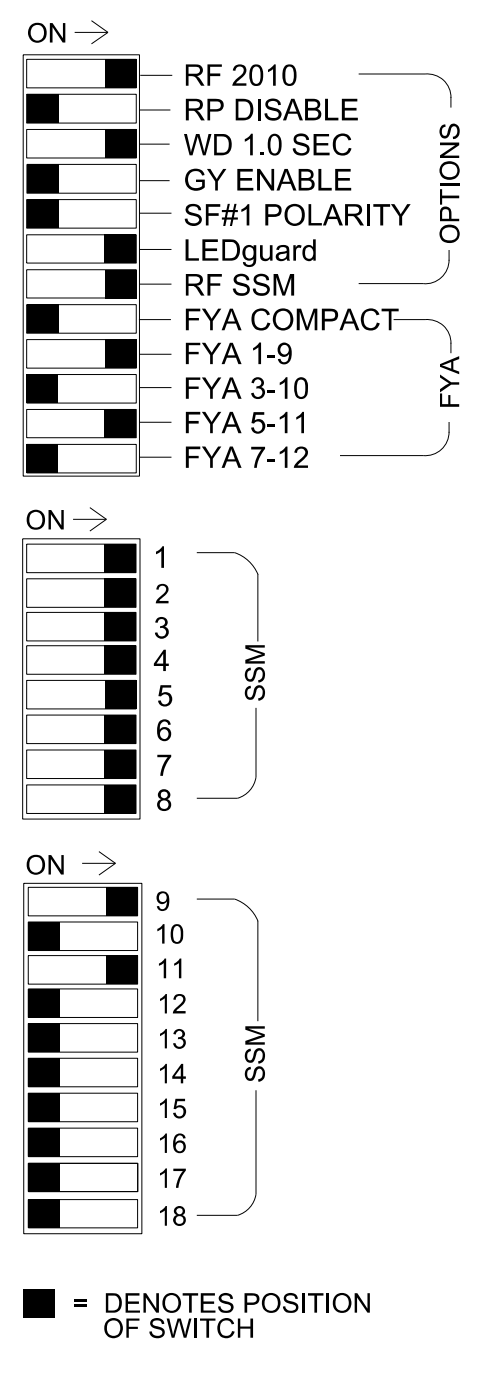 ON →
RF 2010
RP DISABLE
WD 1.0 SEC
GY ENABLE
SF#1 POLARITY
LEDguard
RF SSM
OPTIONS
FYA COMPACT
FYA 1-9
FYA 3-10
FYA 5-11
FYA 7-12
FYA
ON →
1
2
3
4
5
6
7
8
SSM
ON →
9
10
11
12
13
14
15
16
17
18
SSM
= DENOTES POSITION
OF SWITCH